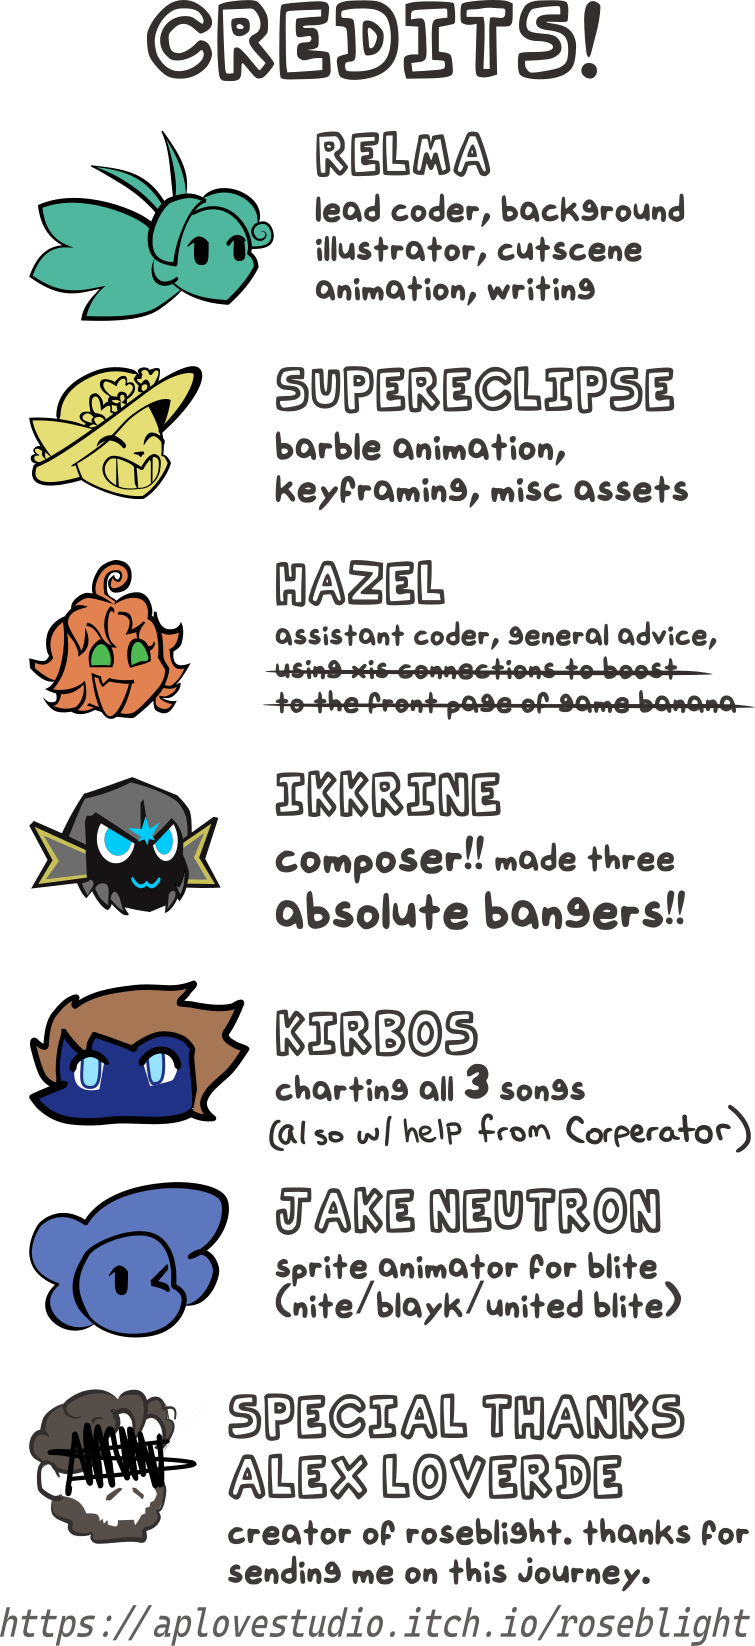 CREDITS!
RELMA
lead coder, background
illustrator, cutscene
animation, writing
SUPERECLIPSE
barble animation,
keyframing, misc assets
HAZEL
assistant coder, general advice,
using xis connections to boost
to the front page of game banana
IKKRINE
composer!! made three
absolute bangers!!
KIRBOS
charting all 3 songs
(also w/ help from Corperator)
JAKE NEUTRON
sprite animator for blite
(nite/blayk/united blite)
SPECIAL THANKS
ALEX LOVERDE
creator of roseblight. thanks for
sending me on this journey.
https://aplovestudio.itch.io/roseblight